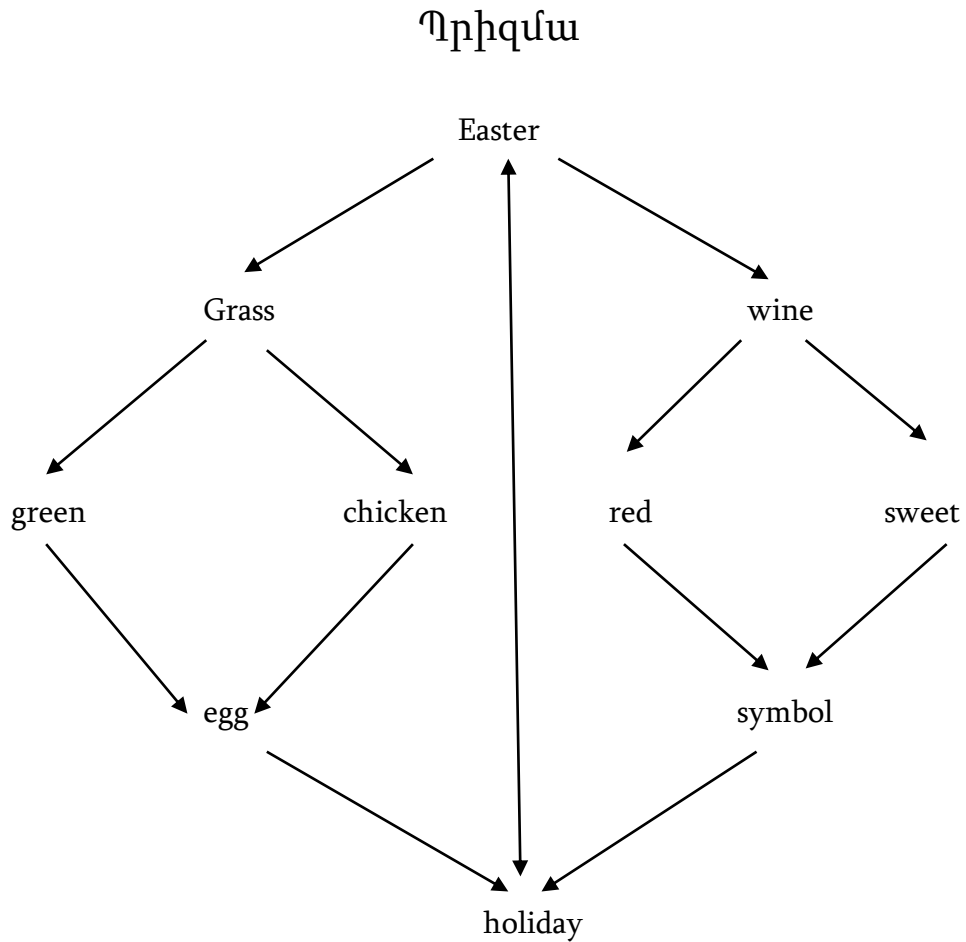 Պրիզմա
Easter
Grass wine
green chicken red sweet
egg symbol
holiday